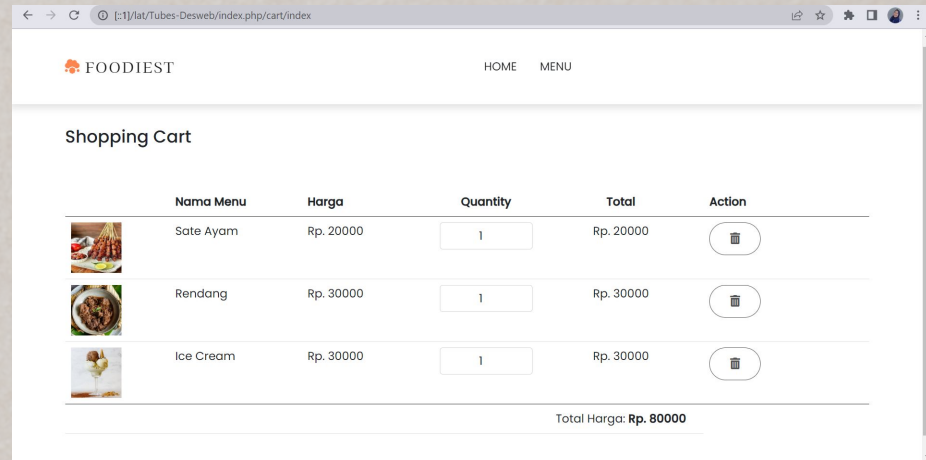 [::1]/lat/Tubes-Desweb/index.php/cart/index
FOODIEST HOME MENU
Shopping Cart
Nama Menu Harga Quantity Total Action
Sate Ayam Rp. 20000 1 Rp. 20000
Rendang Rp. 30000 1 Rp. 30000
Ice Cream Rp. 30000 1 Rp. 30000
Total Harga: Rp. 80000